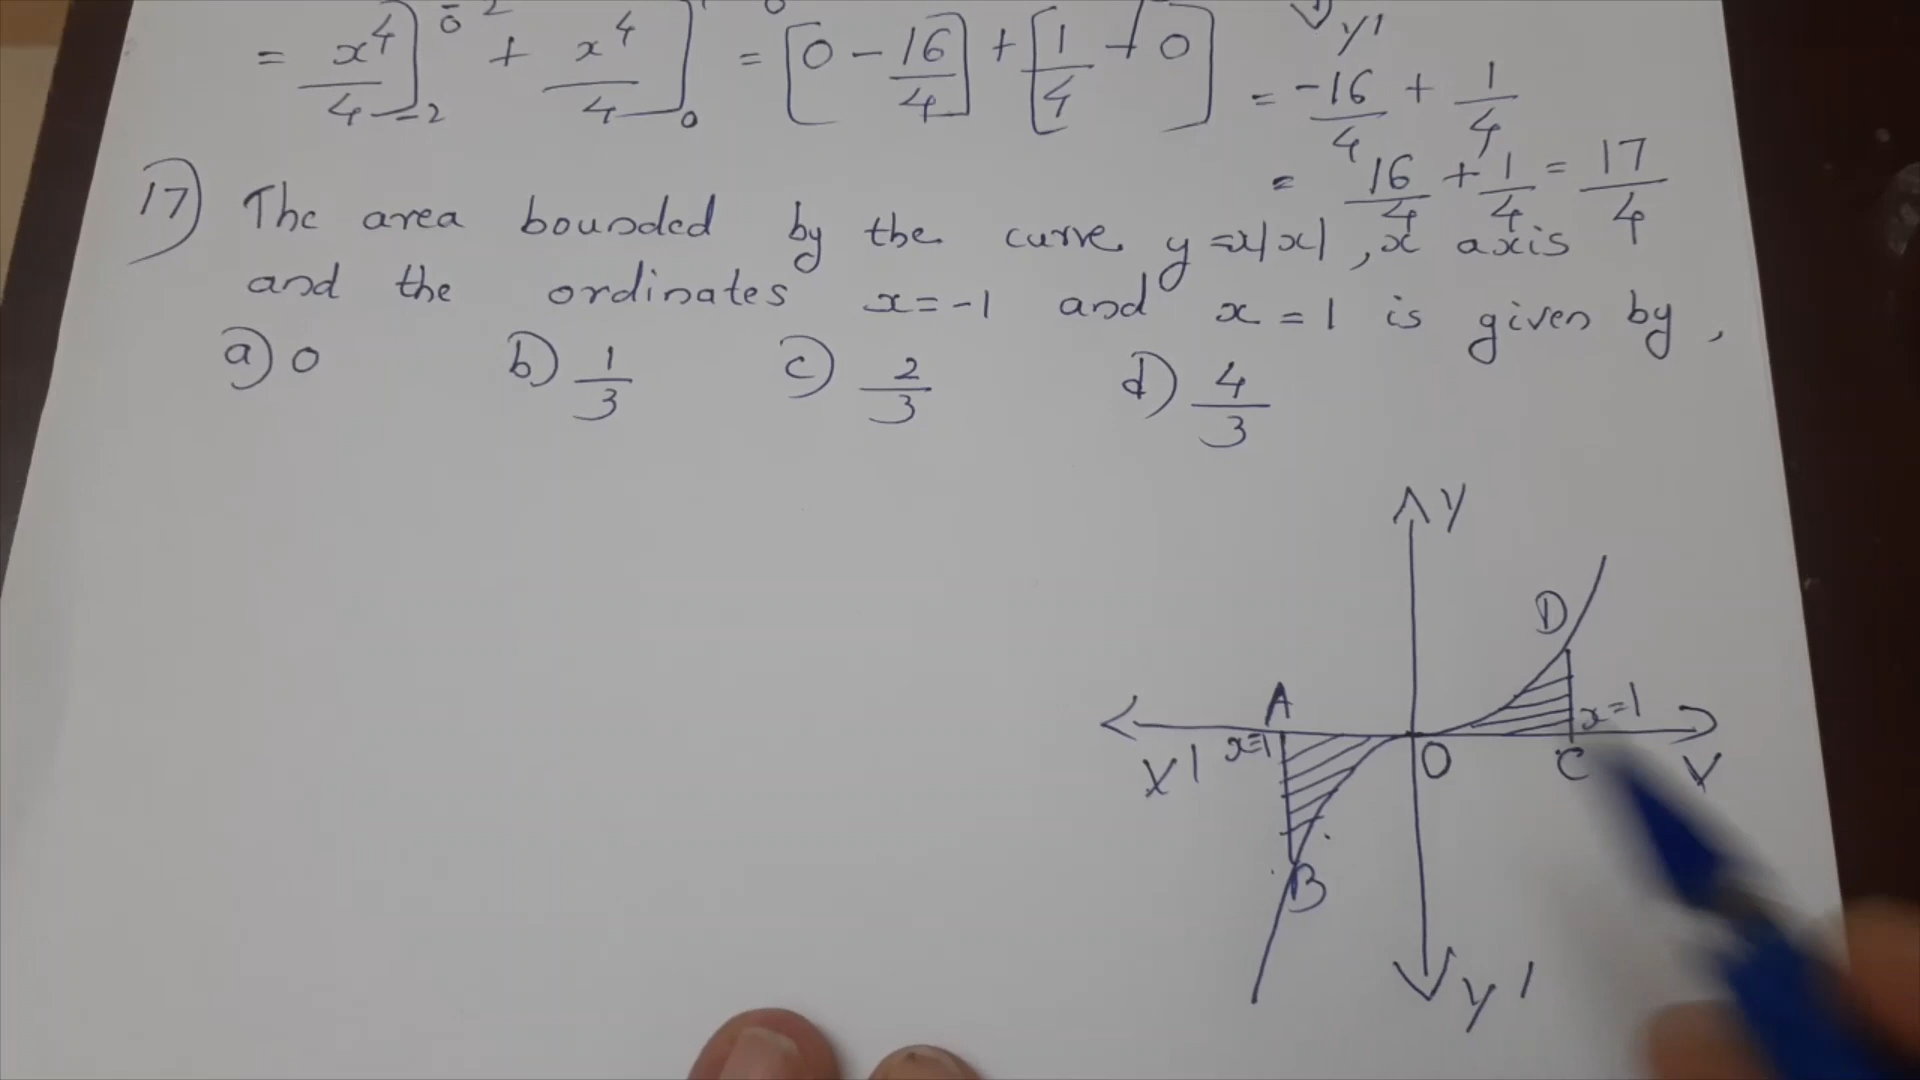 = x⁴/4]₋₂⁰ + x⁴/4]₀ = [0 - 16/4] + [1/4 - 0]
Y'
= -16/4 + 1/4
= 16/4 + 1/4 = 17/4
17) The area bounded by the curve y = x|x|, x axis
and the ordinates x = -1 and x = 1 is given by,
a) 0 b) 1/3 c) 2/3 d) 4/3
Y
D
A x=1
x=1
X' O C X
B
Y'